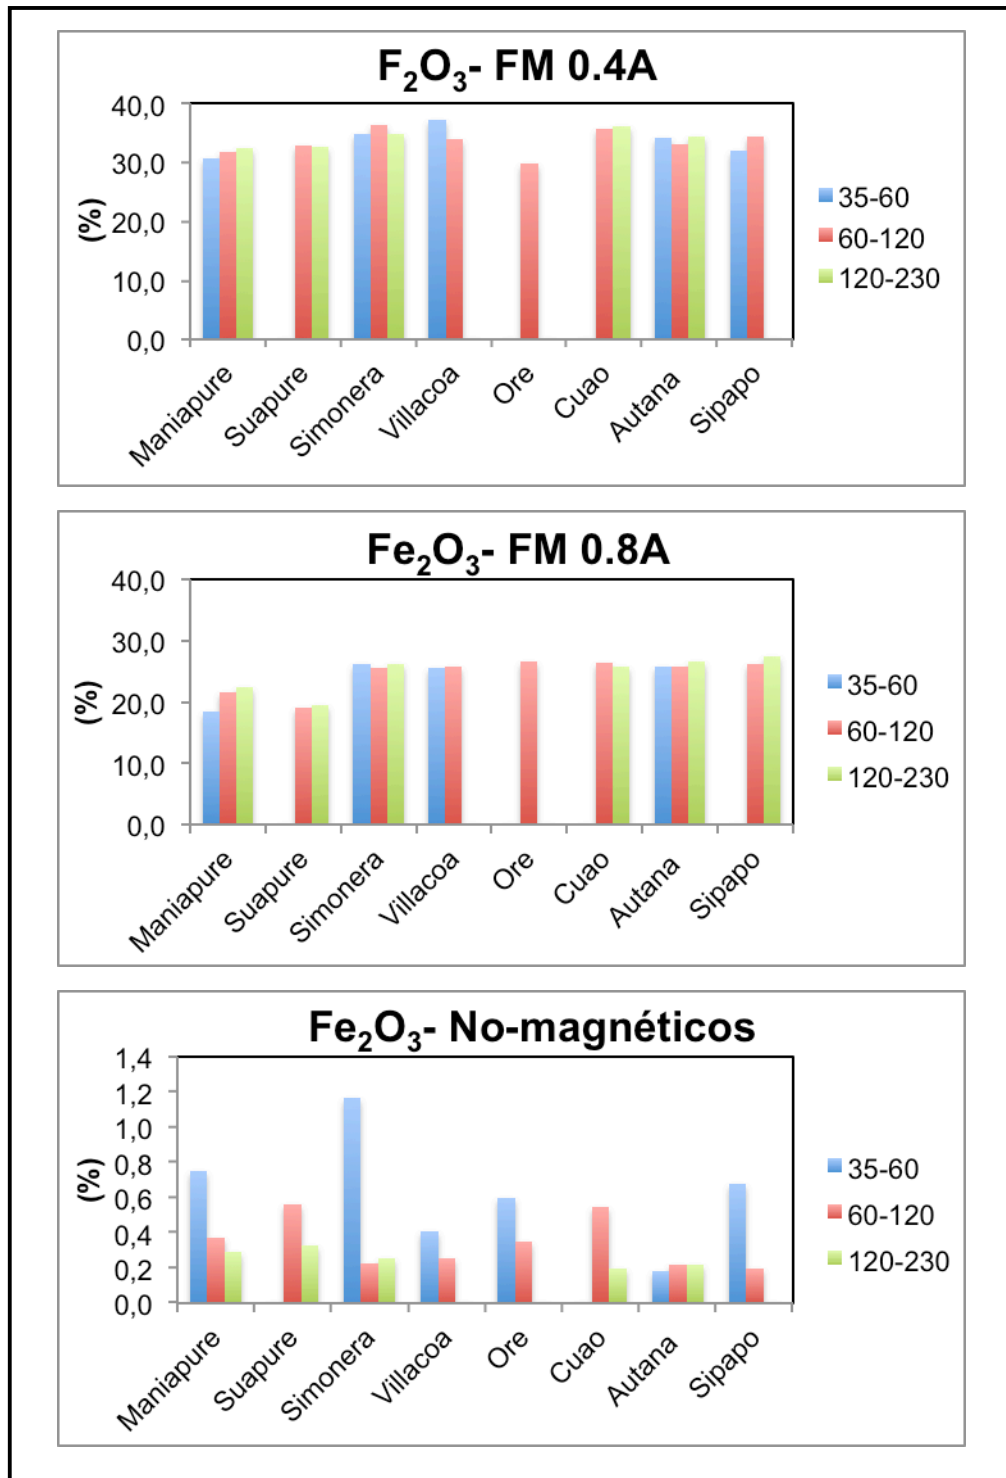 F₂O₃- FM 0.4A
40,0
30,0
20,0
10,0
0,0
(%)
Maniapure
Suapure
Simonera
Villacoa
Ore
Cuao
Autana
Sipapo
35-60
60-120
120-230
Fe₂O₃- FM 0.8A
40,0
30,0
20,0
10,0
0,0
(%)
Maniapure
Suapure
Simonera
Villacoa
Ore
Cuao
Autana
Sipapo
35-60
60-120
120-230
Fe₂O₃- No-magnéticos
1,4
1,2
1,0
0,8
0,6
0,4
0,2
0,0
(%)
Maniapure
Suapure
Simonera
Villacoa
Ore
Cuao
Autana
Sipapo
35-60
60-120
120-230